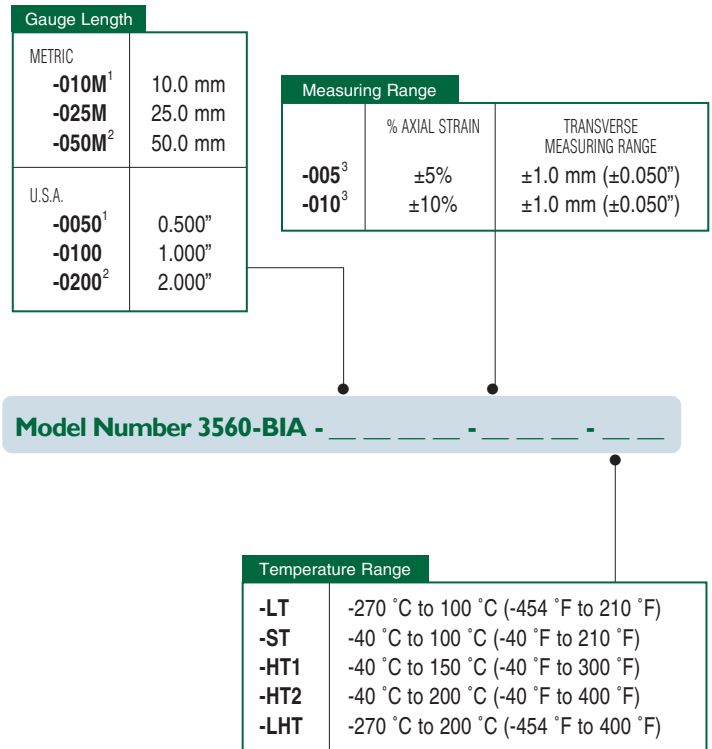 Gauge Length
METRIC
-010M¹ 10.0 mm
-025M 25.0 mm
-050M² 50.0 mm
U.S.A.
-0050¹ 0.500”
-0100 1.000”
-0200² 2.000”
Measuring Range
% AXIAL STRAIN TRANSVERSE
MEASURING RANGE
-005³ ±5% ±1.0 mm (±0.050”)
-010³ ±10% ±1.0 mm (±0.050”)
Model Number 3560-BIA - __ __ __ __ - __ __ __ - __ __
Temperature Range
-LT -270 ˚C to 100 ˚C (-454 ˚F to 210 ˚F)
-ST -40 ˚C to 100 ˚C (-40 ˚F to 210 ˚F)
-HT1 -40 ˚C to 150 ˚C (-40 ˚F to 300 ˚F)
-HT2 -40 ˚C to 200 ˚C (-40 ˚F to 400 ˚F)
-LHT -270 ˚C to 200 ˚C (-454 ˚F to 400 ˚F)